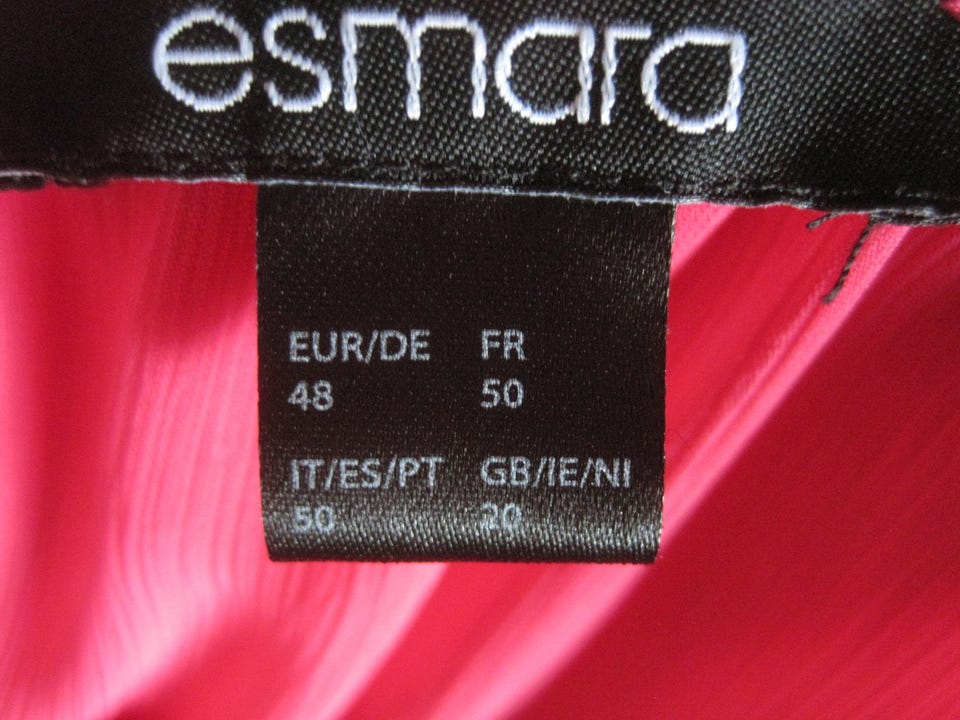 esmara
EUR/DE FR
48 50
IT/ES/PT GB/IE/NI
50 20